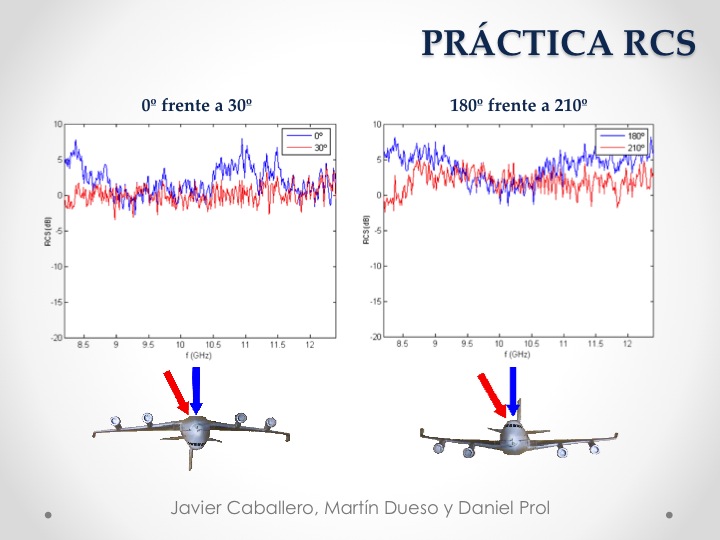 PRÁCTICA RCS
0º frente a 30º
180º frente a 210º
10
5
0
-5
-10
-15
-20
RCS(dB)
8.5 9 9.5 10 10.5 11 11.5 12
f (GHz)
0º
30º
10
5
0
-5
-10
-15
-20
RCS(dB)
8.5 9 9.5 10 10.5 11 11.5 12
f (GHz)
180º
210º
Javier Caballero, Martín Dueso y Daniel Prol